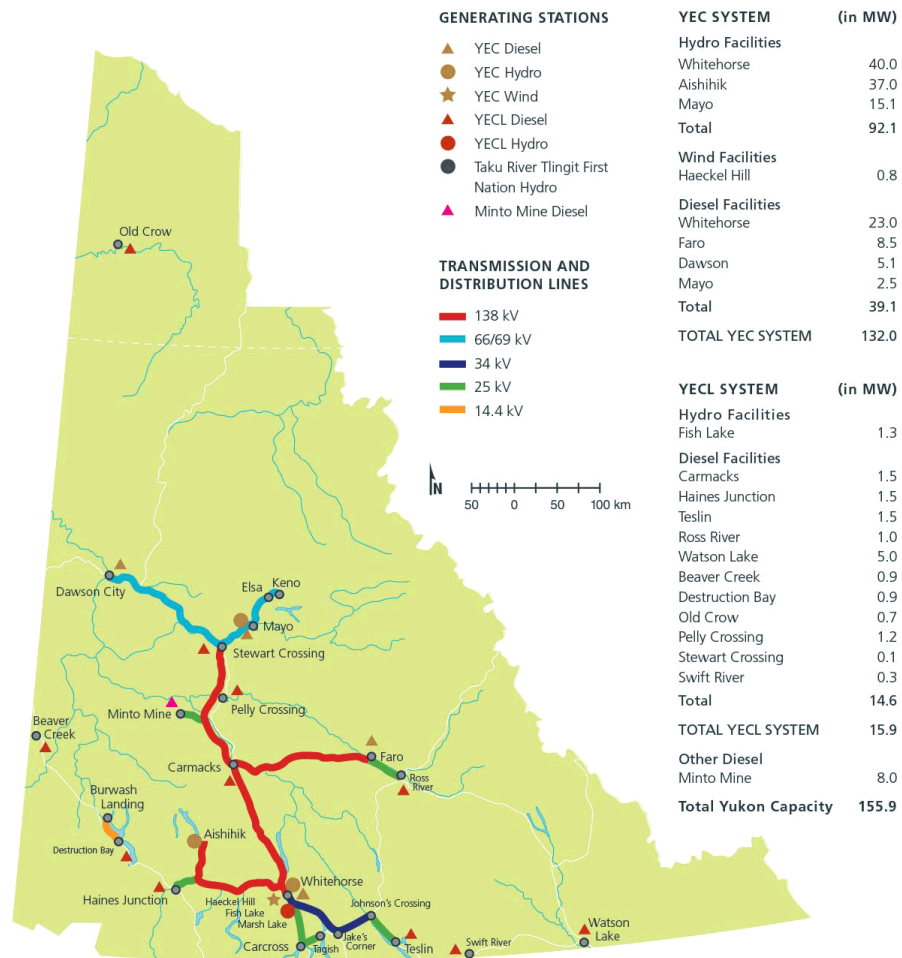 GENERATING STATIONS
YEC Diesel
YEC Hydro
YEC Wind
YECL Diesel
YECL Hydro
Taku River Tlingit First
Nation Hydro
Minto Mine Diesel
TRANSMISSION AND
DISTRIBUTION LINES
138 kV
66/69 kV
34 kV
25 kV
14.4 kV
N
50 0 50 100 km
YEC SYSTEM (in MW)
Hydro Facilities
Whitehorse 40.0
Aishihik 37.0
Mayo 15.1
Total 92.1
Wind Facilities
Haeckel Hill 0.8
Diesel Facilities
Whitehorse 23.0
Faro 8.5
Dawson 5.1
Mayo 2.5
Total 39.1
TOTAL YEC SYSTEM 132.0
YECL SYSTEM (in MW)
Hydro Facilities
Fish Lake 1.3
Diesel Facilities
Carmacks 1.5
Haines Junction 1.5
Teslin 1.5
Ross River 1.0
Watson Lake 5.0
Beaver Creek 0.9
Destruction Bay 0.9
Old Crow 0.7
Pelly Crossing 1.2
Stewart Crossing 0.1
Swift River 0.3
Total 14.6
TOTAL YECL SYSTEM 15.9
Other Diesel
Minto Mine 8.0
Total Yukon Capacity 155.9
Old Crow
Dawson City
Elsa
Keno
Mayo
Stewart Crossing
Pelly Crossing
Minto Mine
Beaver
Creek
Carmacks
Faro
Ross
River
Burwash
Landing
Destruction Bay
Aishihik
Haines Junction
Whitehorse
Haeckel Hill
Fish Lake
Marsh Lake
Johnson's Crossing
Carcross
Tagish
Jake's
Corner
Teslin
Swift River
Watson
Lake